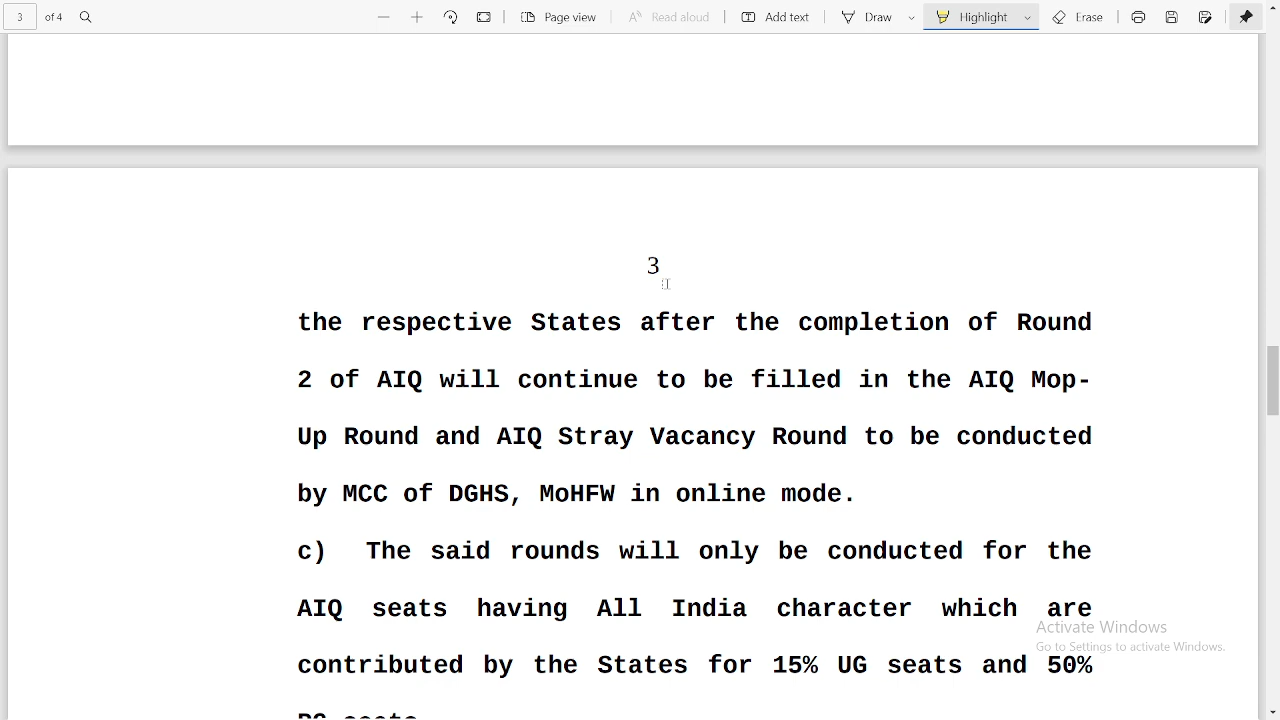 3 of 4 Page view Read aloud Add text Draw Highlight Erase
3
the respective States after the completion of Round
2 of AIQ will continue to be filled in the AIQ Mop-
Up Round and AIQ Stray Vacancy Round to be conducted
by MCC of DGHS, MoHFW in online mode.
c) The said rounds will only be conducted for the
AIQ seats having All India character which are
Activate Windows
Go to Settings to activate Windows.
contributed by the States for 15% UG seats and 50%